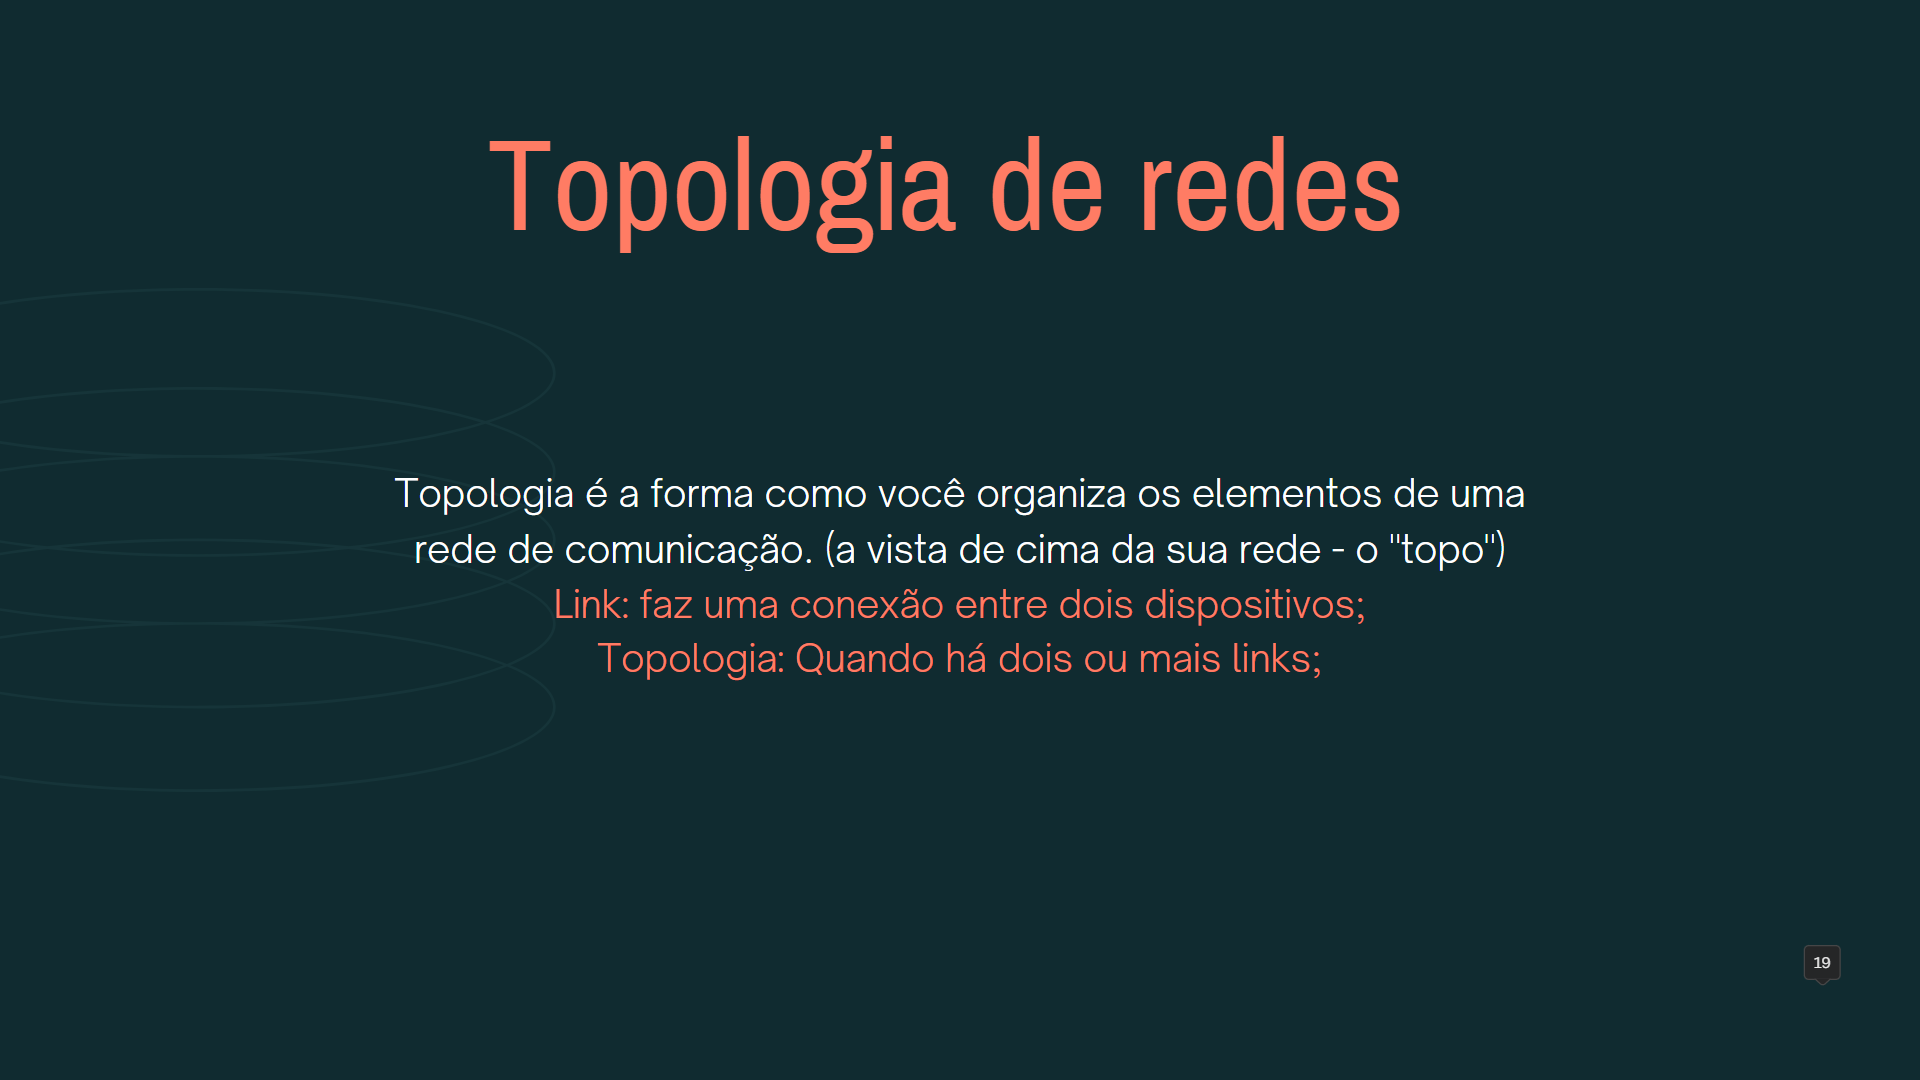 Topologia de redes
Topologia é a forma como você organiza os elementos de uma
rede de comunicação. (a vista de cima da sua rede - o "topo")
Link: faz uma conexão entre dois dispositivos;
Topologia: Quando há dois ou mais links;
19